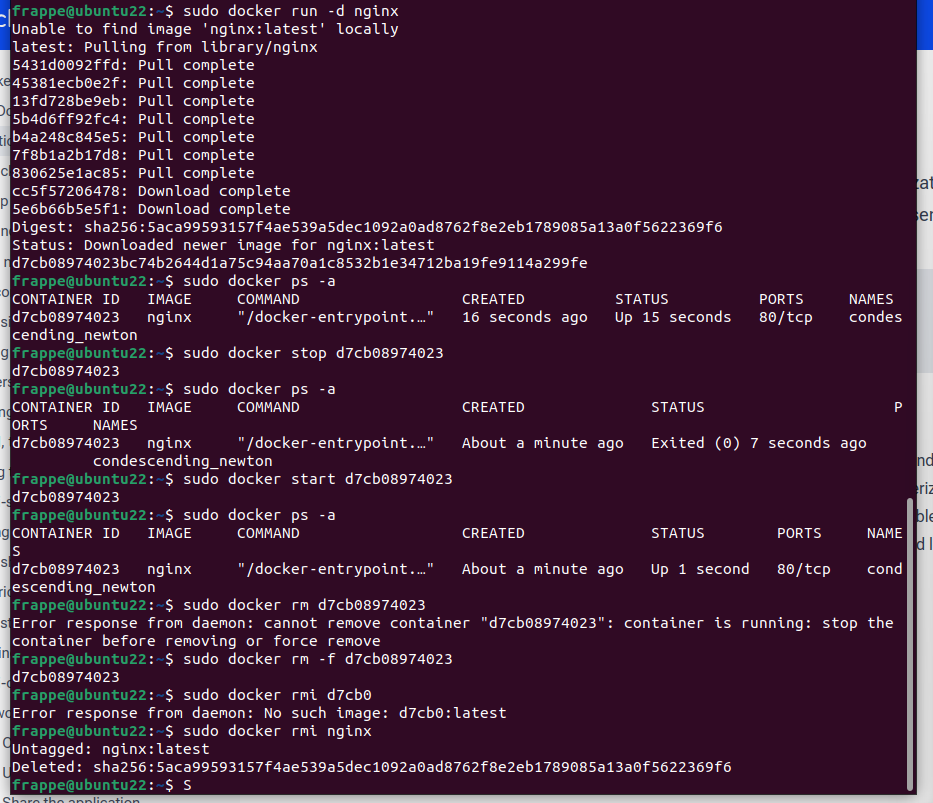 frappe@ubuntu22:~$ sudo docker run -d nginx
Unable to find image 'nginx:latest' locally
latest: Pulling from library/nginx
5431d0092ffd: Pull complete
45381ecb0e2f: Pull complete
13fd728be9eb: Pull complete
5b4d6ff92fc4: Pull complete
b4a248c845e5: Pull complete
7f8b1a2b17d8: Pull complete
830625e1ac85: Pull complete
cc5f57206478: Download complete
5e6b66b5e5f1: Download complete
Digest: sha256:5aca99593157f4ae539a5dec1092a0ad8762f8e2eb1789085a13a0f5622369f6
Status: Downloaded newer image for nginx:latest
d7cb08974023bc74b2644d1a75c94aa70a1c8532b1e34712ba19fe9114a299fe
frappe@ubuntu22:~$ sudo docker ps -a
CONTAINER ID   IMAGE     COMMAND                  CREATED          STATUS          PORTS     NAMES
d7cb08974023   nginx     "/docker-entrypoint.…"   16 seconds ago   Up 15 seconds   80/tcp    condes
cending_newton
frappe@ubuntu22:~$ sudo docker stop d7cb08974023
d7cb08974023
frappe@ubuntu22:~$ sudo docker ps -a
CONTAINER ID   IMAGE     COMMAND                  CREATED              STATUS                     P
ORTS     NAMES
d7cb08974023   nginx     "/docker-entrypoint.…"   About a minute ago   Exited (0) 7 seconds ago
         condescending_newton
frappe@ubuntu22:~$ sudo docker start d7cb08974023
d7cb08974023
frappe@ubuntu22:~$ sudo docker ps -a
CONTAINER ID   IMAGE     COMMAND                  CREATED              STATUS        PORTS     NAME
S
d7cb08974023   nginx     "/docker-entrypoint.…"   About a minute ago   Up 1 second   80/tcp    cond
escending_newton
frappe@ubuntu22:~$ sudo docker rm d7cb08974023
Error response from daemon: cannot remove container "d7cb08974023": container is running: stop the
container before removing or force remove
frappe@ubuntu22:~$ sudo docker rm -f d7cb08974023
d7cb08974023
frappe@ubuntu22:~$ sudo docker rmi d7cb0
Error response from daemon: No such image: d7cb0:latest
frappe@ubuntu22:~$ sudo docker rmi nginx
Untagged: nginx:latest
Deleted: sha256:5aca99593157f4ae539a5dec1092a0ad8762f8e2eb1789085a13a0f5622369f6
frappe@ubuntu22:~$ S
Share the application